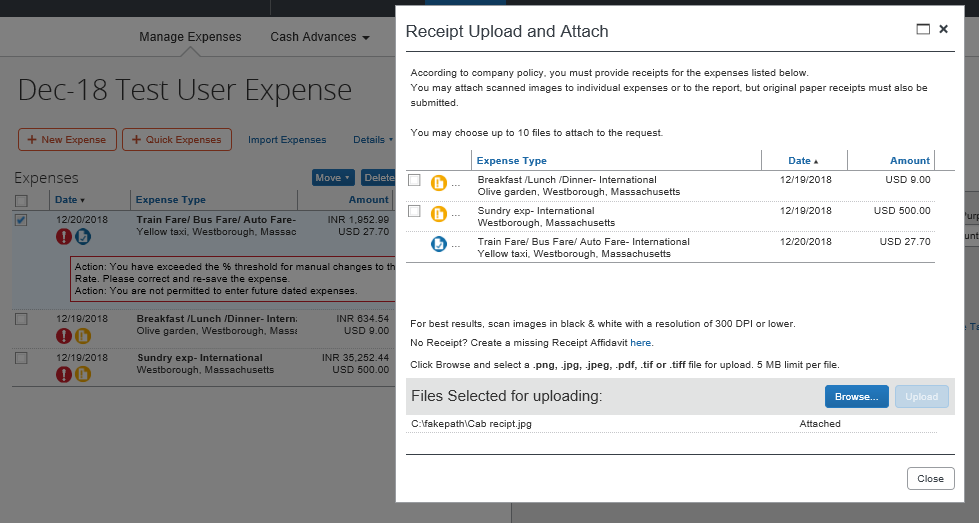 Manage Expenses
Cash Advances
Dec-18 Test User Expense
+ New Expense
+ Quick Expenses
Import Expenses
Details
Expenses
Move
Delete
Date
Expense Type
Amount
12/20/2018
Train Fare/ Bus Fare/ Auto Fare-
INR 1,952.99
Yellow taxi, Westborough, Massac
USD 27.70
Action: You have exceeded the % threshold for manual changes to th
Rate. Please correct and re-save the expense.
Action: You are not permitted to enter future dated expenses.
12/19/2018
Breakfast /Lunch /Dinner- Intern
INR 634.54
Olive garden, Westborough, Massa
USD 9.00
12/19/2018
Sundry exp- International
INR 35,252.44
Westborough, Massachusetts
USD 500.00
Receipt Upload and Attach
According to company policy, you must provide receipts for the expenses listed below.
You may attach scanned images to individual expenses or to the report, but original paper receipts must also be
submitted.
You may choose up to 10 files to attach to the request.
Expense Type
Date
Amount
... Breakfast /Lunch /Dinner- International
12/19/2018
USD 9.00
Olive garden, Westborough, Massachusetts
... Sundry exp- International
12/19/2018
USD 500.00
Westborough, Massachusetts
... Train Fare/ Bus Fare/ Auto Fare- International
12/20/2018
USD 27.70
Yellow taxi, Westborough, Massachusetts
For best results, scan images in black & white with a resolution of 300 DPI or lower.
No Receipt? Create a missing Receipt Affidavit here.
Click Browse and select a .png, .jpg, .jpeg, .pdf, .tif or .tiff file for upload. 5 MB limit per file.
Files Selected for uploading:
Browse...
Upload
C:\fakepath\Cab recipt.jpg
Attached
Close